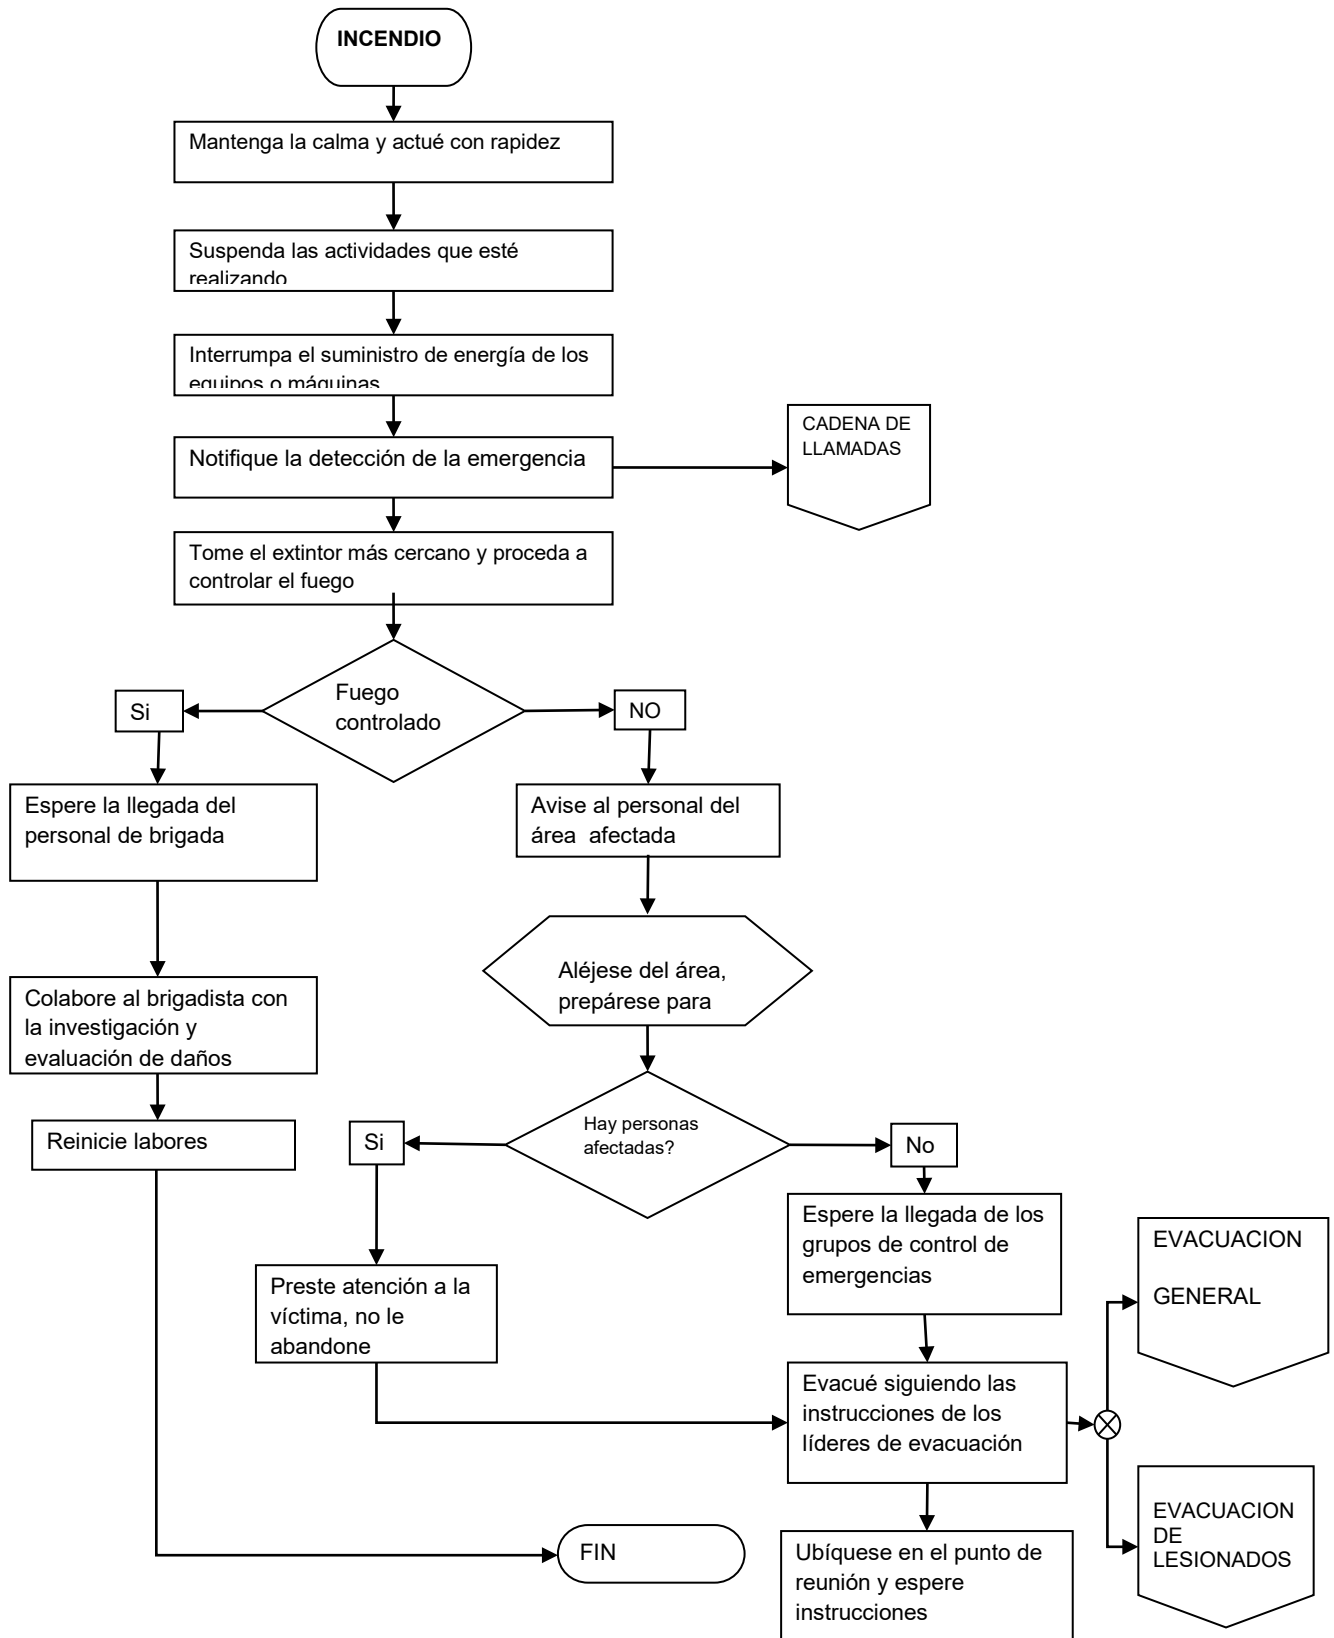 INCENDIO
Mantenga la calma y actué con rapidez
Suspenda las actividades que esté
realizando
Interrumpa el suministro de energía de los
equipos o máquinas
Notifique la detección de la emergencia
CADENA DE
LLAMADAS
Tome el extintor más cercano y proceda a
controlar el fuego
Fuego
controlado
Si
NO
Espere la llegada del
personal de brigada
Avise al personal del
área afectada
Aléjese del área,
prepárese para
Colabore al brigadista con
la investigación y
evaluación de daños
Reinicie labores
Hay personas
afectadas?
Si
No
Espere la llegada de los
grupos de control de
emergencias
Preste atención a la
víctima, no le
abandone
EVACUACION
GENERAL
Evacué siguiendo las
instrucciones de los
líderes de evacuación
EVACUACION
DE
LESIONADOS
FIN
Ubíquese en el punto de
reunión y espere
instrucciones